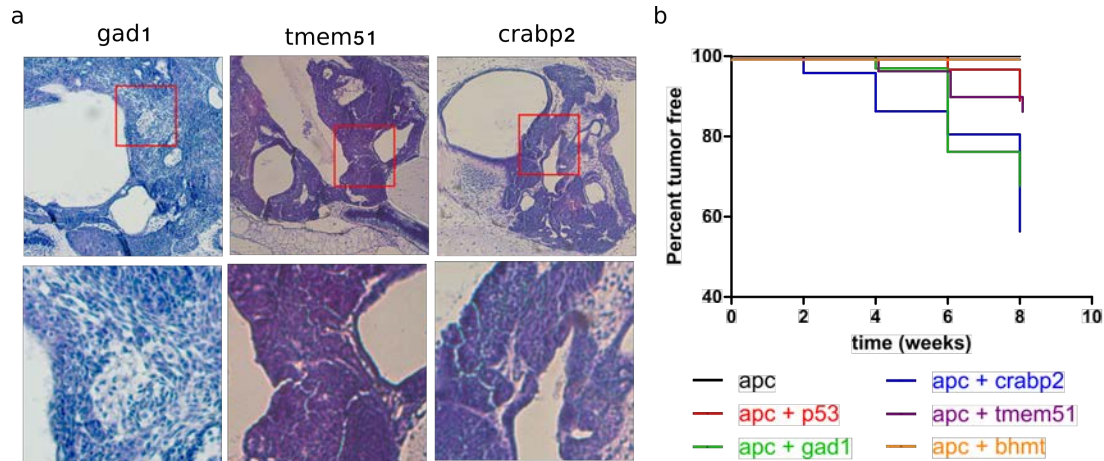 a
gad1 tmem51 crabp2
b
Percent tumor free
100
80
60
40
0 2 4 6 8 10
time (weeks)
apc apc + crabp2
apc + p53 apc + tmem51
apc + gad1 apc + bhmt